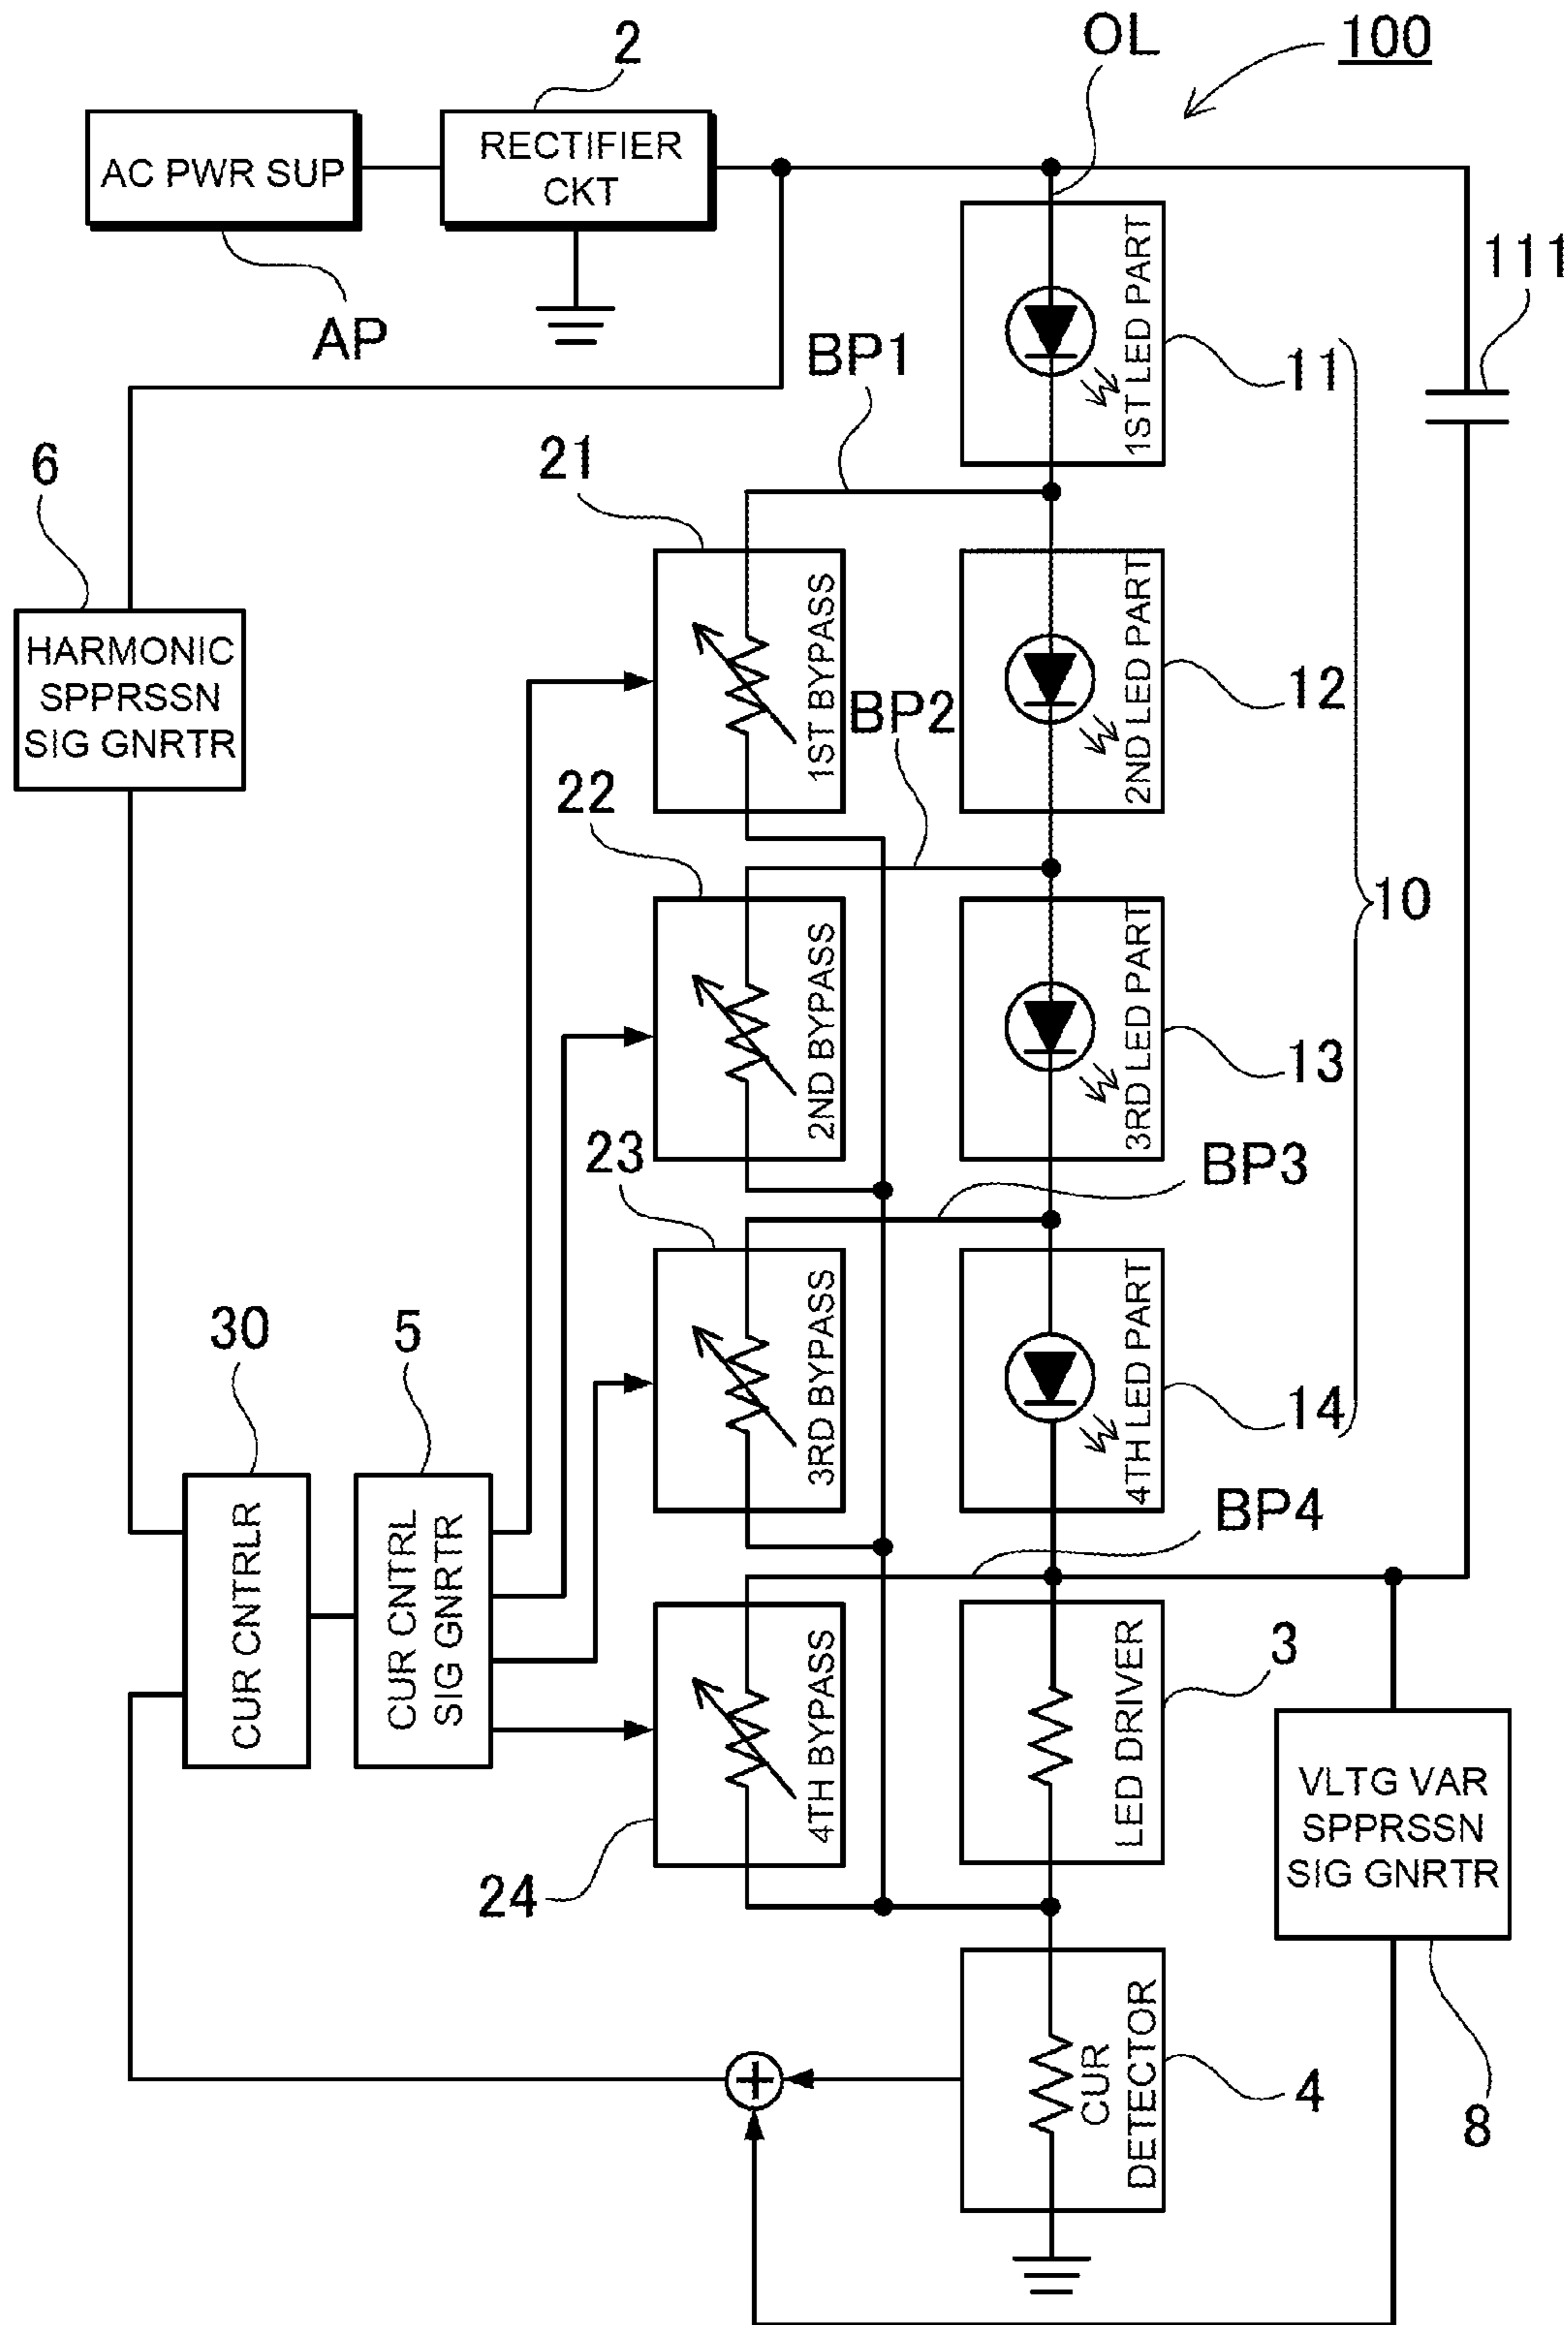 OL
100
2
AC PWR SUP
RECTIFIER
CKT
AP
1ST LED PART
111
BP1
11
21
6
HARMONIC
SPPRSSN
SIG GNRTR
1ST BYPASS
2ND LED PART
12
BP2
22
10
2ND BYPASS
3RD LED PART
13
23
BP3
30
5
3RD BYPASS
4TH LED PART
14
BP4
CUR CNTRLR
CUR CNTRL
SIG GNRTR
4TH BYPASS
LED DRIVER
3
VLTG VAR
SPPRSSN
SIG GNRTR
24
CUR
DETECTOR
4
8